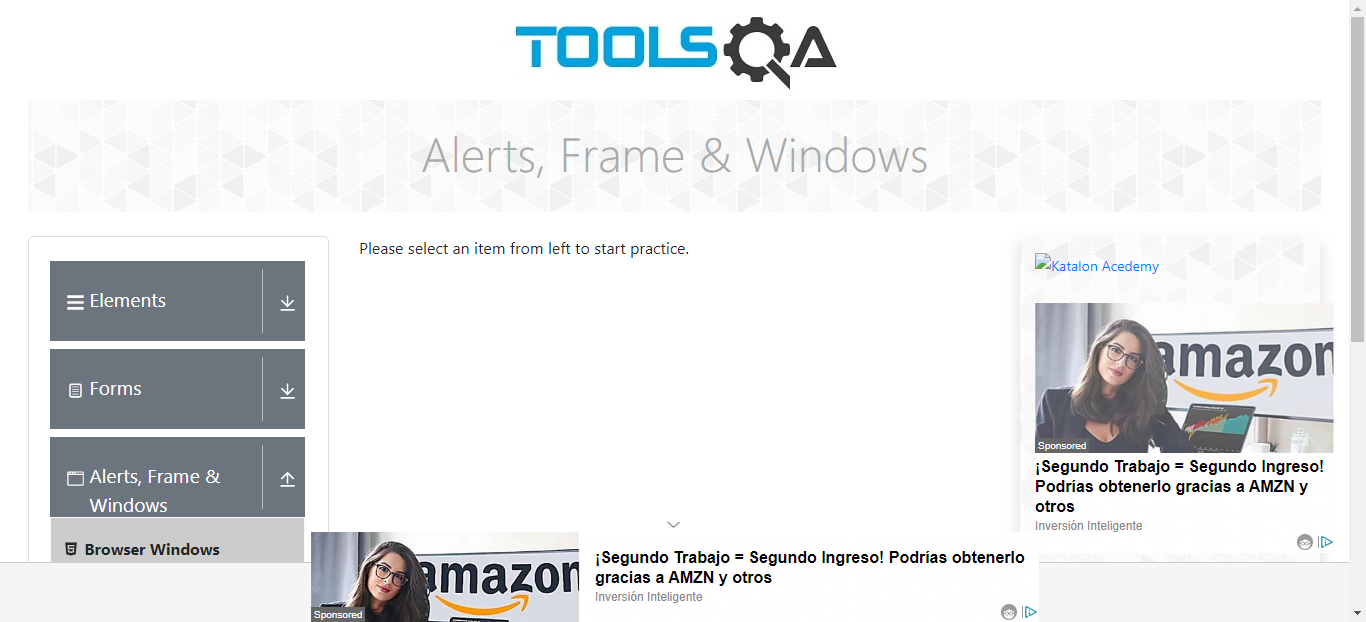 TOOLSQA
Alerts, Frame & Windows
Please select an item from left to start practice.
Elements
Forms
Alerts, Frame &
Windows
Browser Windows
Katalon Acedemy
amazon
Sponsored
¡Segundo Trabajo = Segundo Ingreso!
Podrías obtenerlo gracias a AMZN y
otros
Inversión Inteligente
amazon
Sponsored
¡Segundo Trabajo = Segundo Ingreso! Podrías obtenerlo
gracias a AMZN y otros
Inversión Inteligente